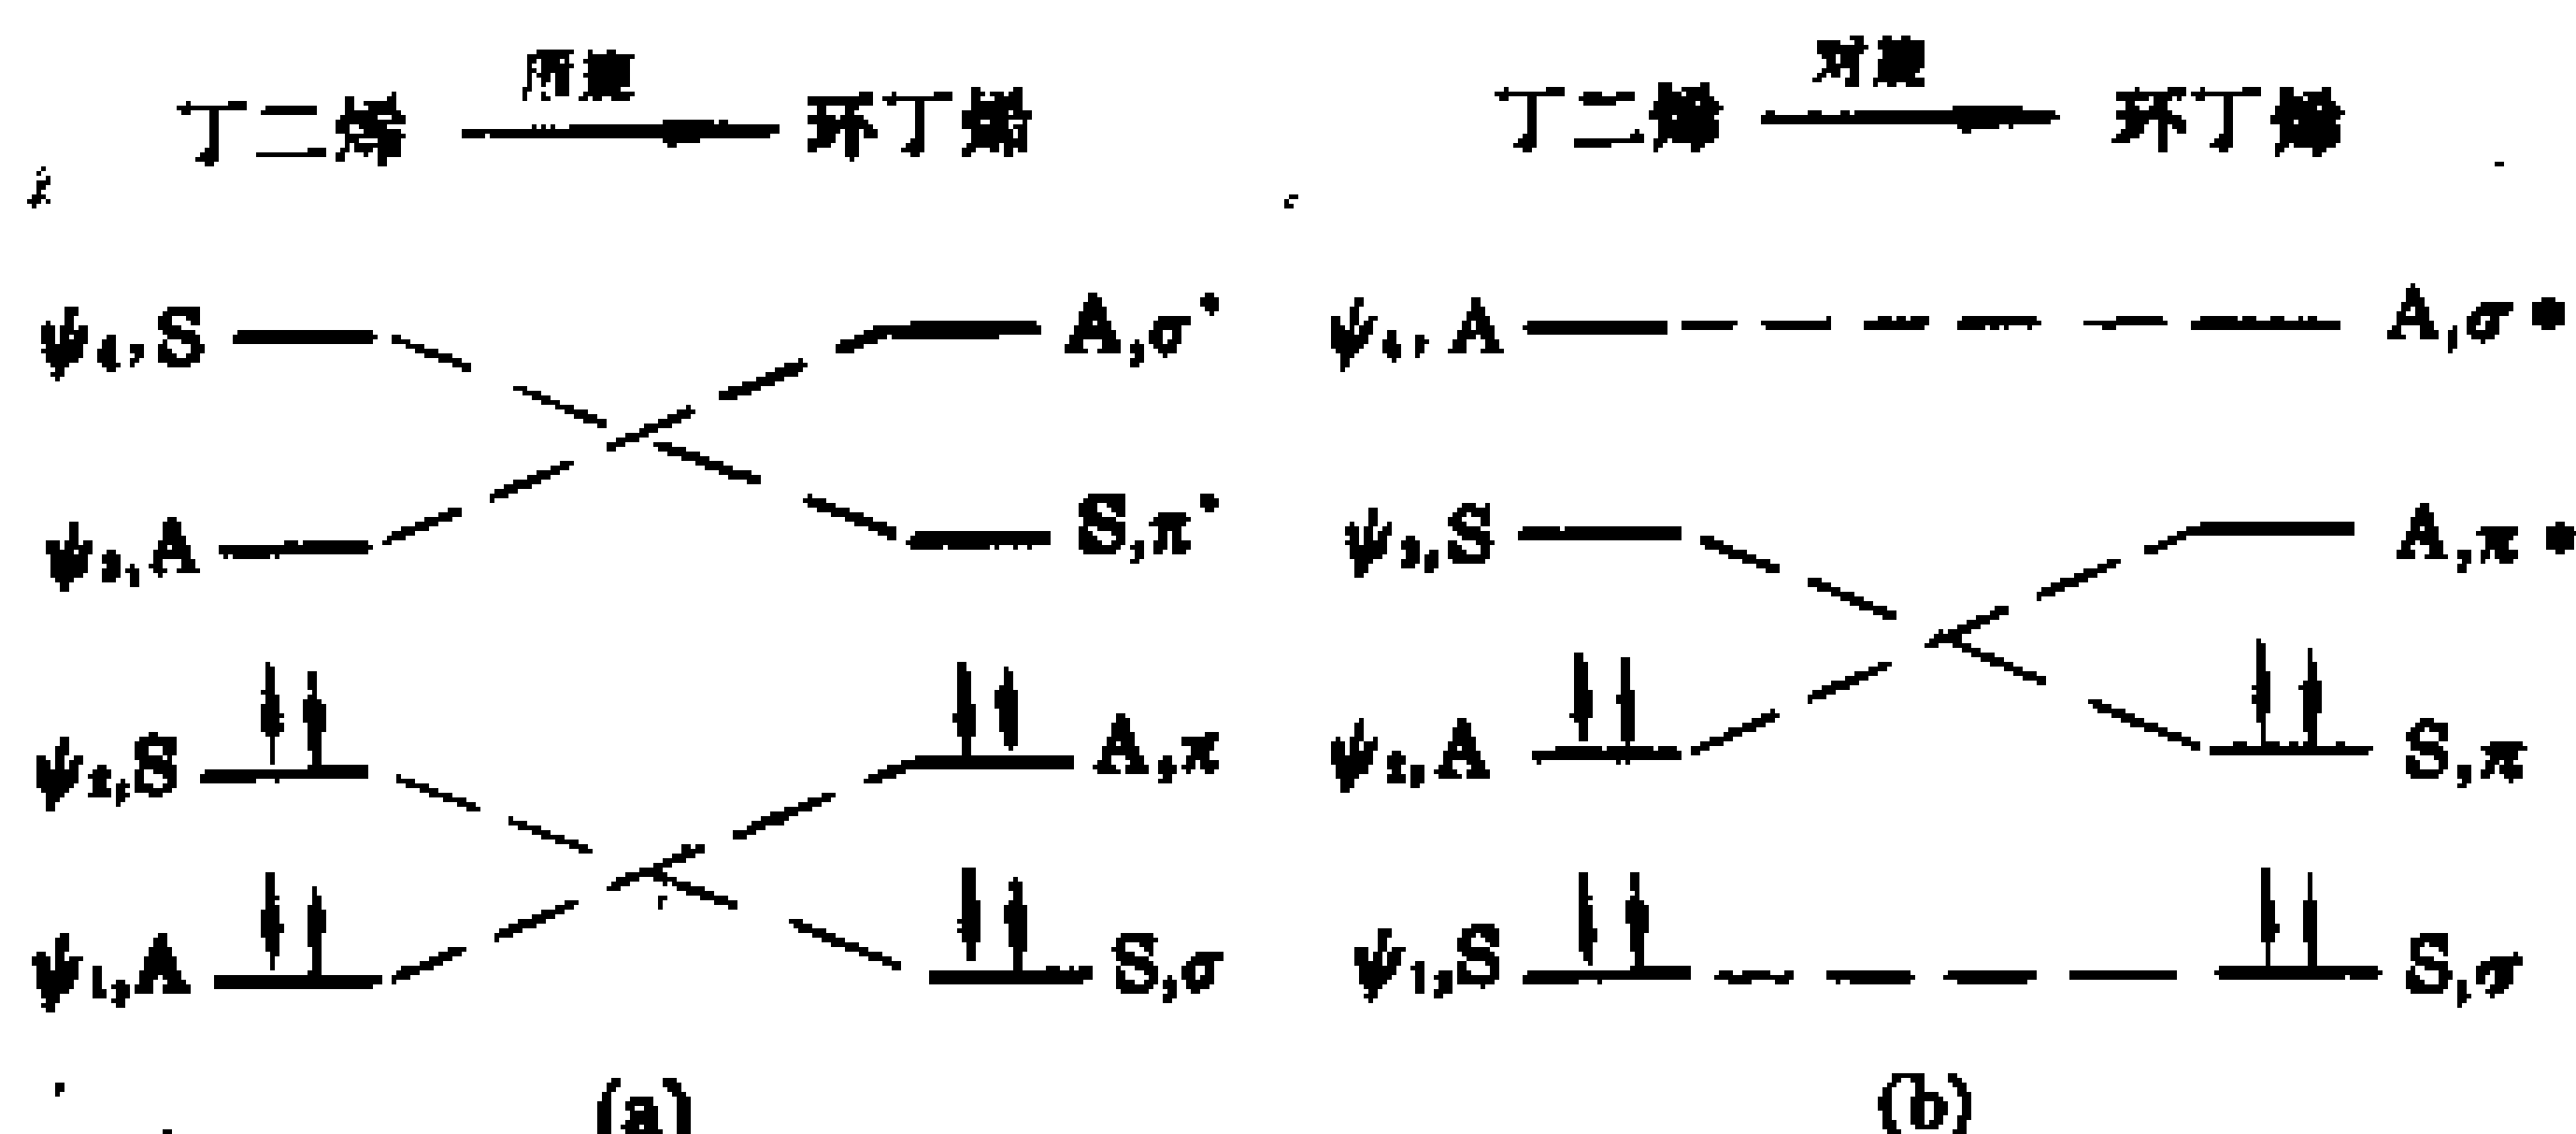 顺旋
丁二烯 环丁烯
ψ₄,S
A,σ*
ψ₃,A
S,π*
ψ₂,S
A,π
ψ₁,A
S,σ
(a)
对旋
丁二烯 环丁烯
ψ₄,A
A,σ*
ψ₃,S
A,π*
ψ₂,A
S,π
ψ₁,S
S,σ
(b)